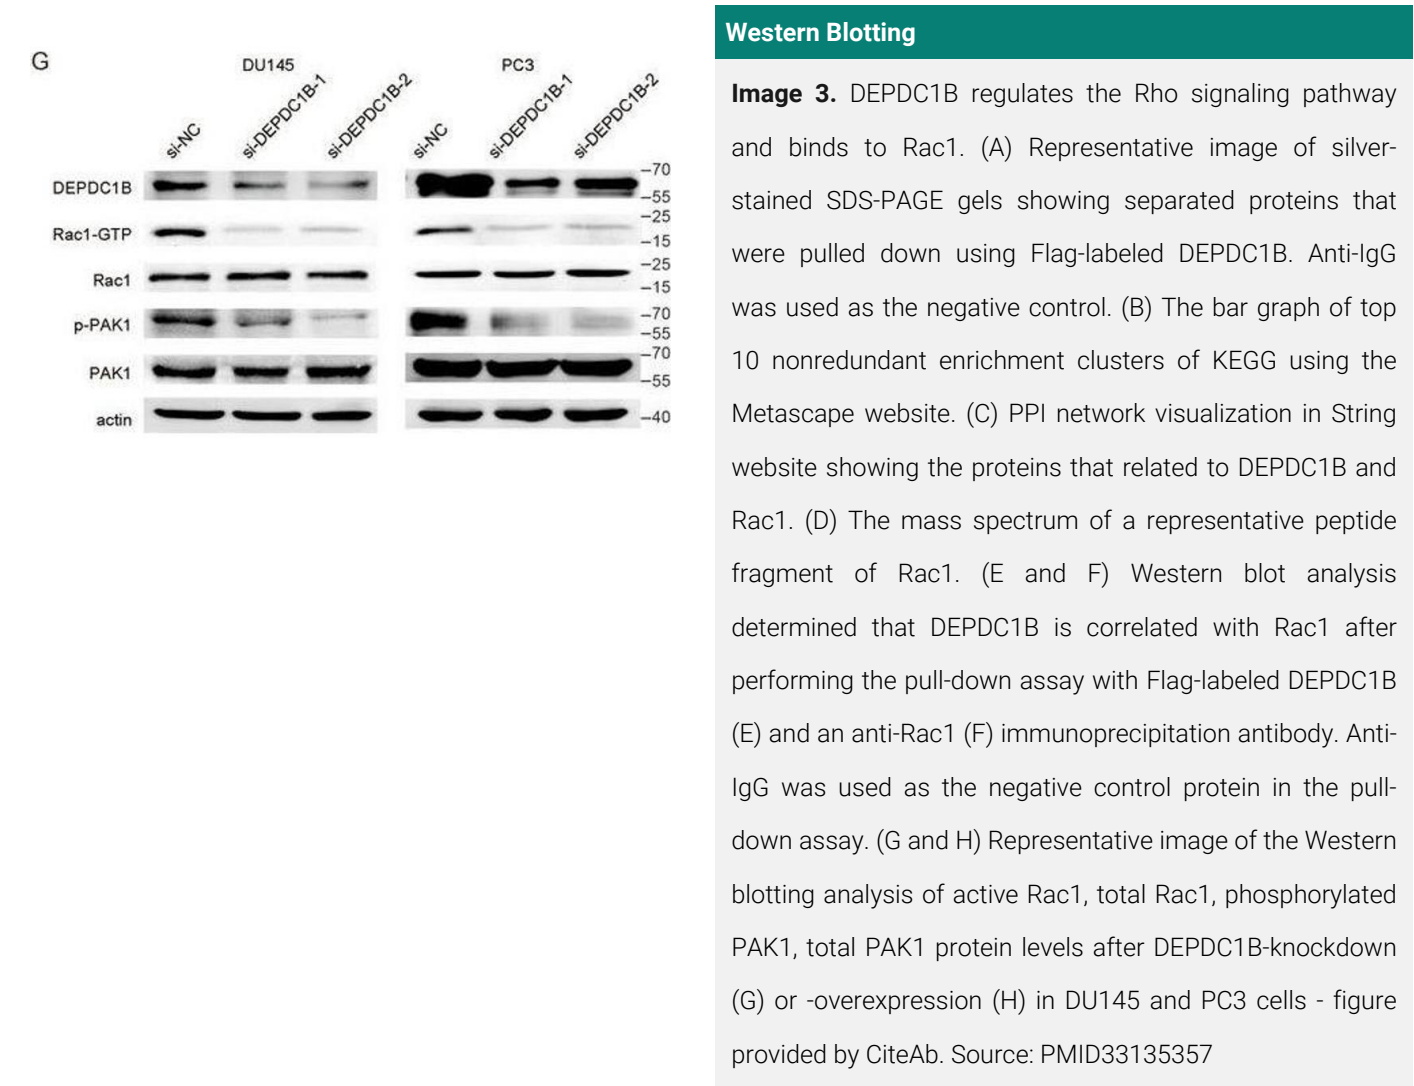 G
DU145
PC3
si-NC
si-DEPDC1B-1
si-DEPDC1B-2
si-NC
si-DEPDC1B-1
si-DEPDC1B-2
DEPDC1B
–70
–55
Rac1-GTP
–25
–15
Rac1
–25
–15
p-PAK1
–70
–55
PAK1
–70
–55
actin
–40
Western Blotting
Image 3. DEPDC1B regulates the Rho signaling pathway
and binds to Rac1. (A) Representative image of silver-
stained SDS-PAGE gels showing separated proteins that
were pulled down using Flag-labeled DEPDC1B. Anti-IgG
was used as the negative control. (B) The bar graph of top
10 nonredundant enrichment clusters of KEGG using the
Metascape website. (C) PPI network visualization in String
website showing the proteins that related to DEPDC1B and
Rac1. (D) The mass spectrum of a representative peptide
fragment of Rac1. (E and F) Western blot analysis
determined that DEPDC1B is correlated with Rac1 after
performing the pull-down assay with Flag-labeled DEPDC1B
(E) and an anti-Rac1 (F) immunoprecipitation antibody. Anti-
IgG was used as the negative control protein in the pull-
down assay. (G and H) Representative image of the Western
blotting analysis of active Rac1, total Rac1, phosphorylated
PAK1, total PAK1 protein levels after DEPDC1B-knockdown
(G) or -overexpression (H) in DU145 and PC3 cells - figure
provided by CiteAb. Source: PMID33135357